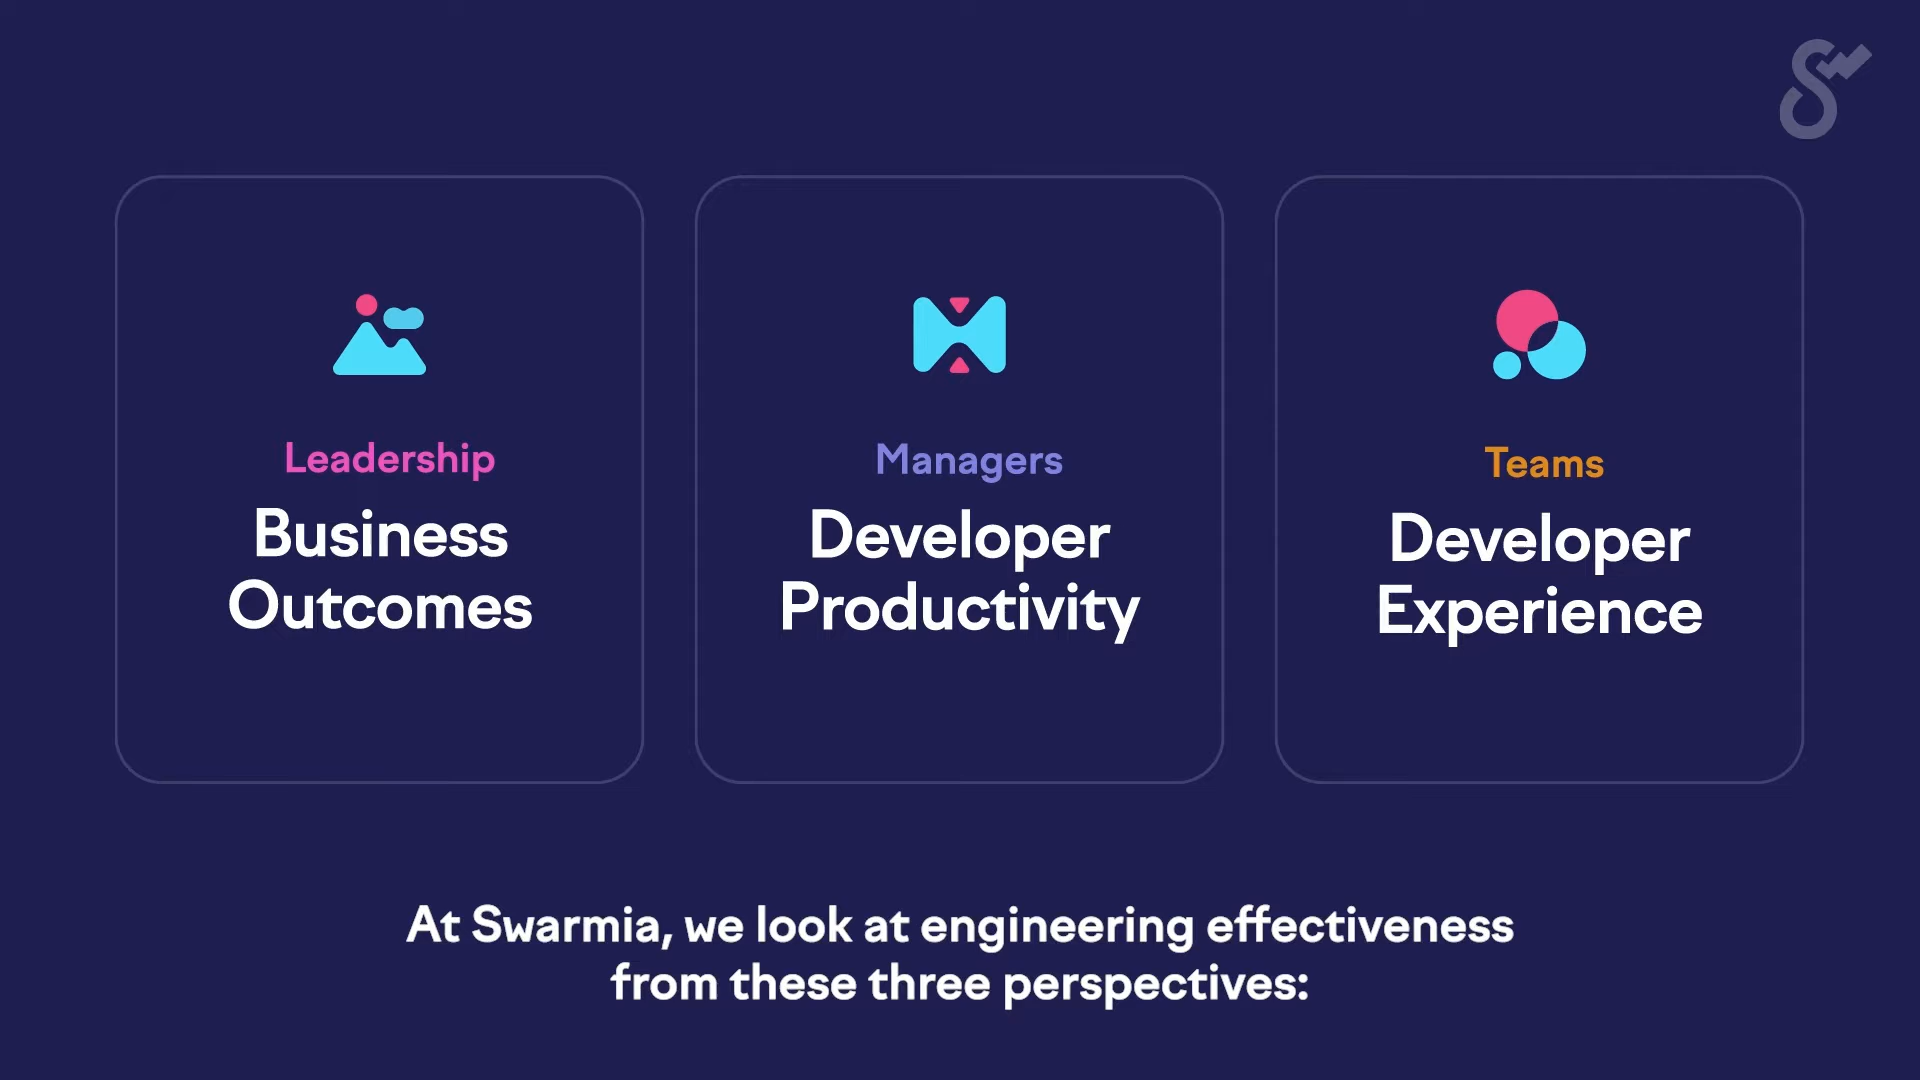 Leadership
Business
Outcomes
Managers
Developer
Productivity
Teams
Developer
Experience
At Swarmia, we look at engineering effectiveness
from these three perspectives: